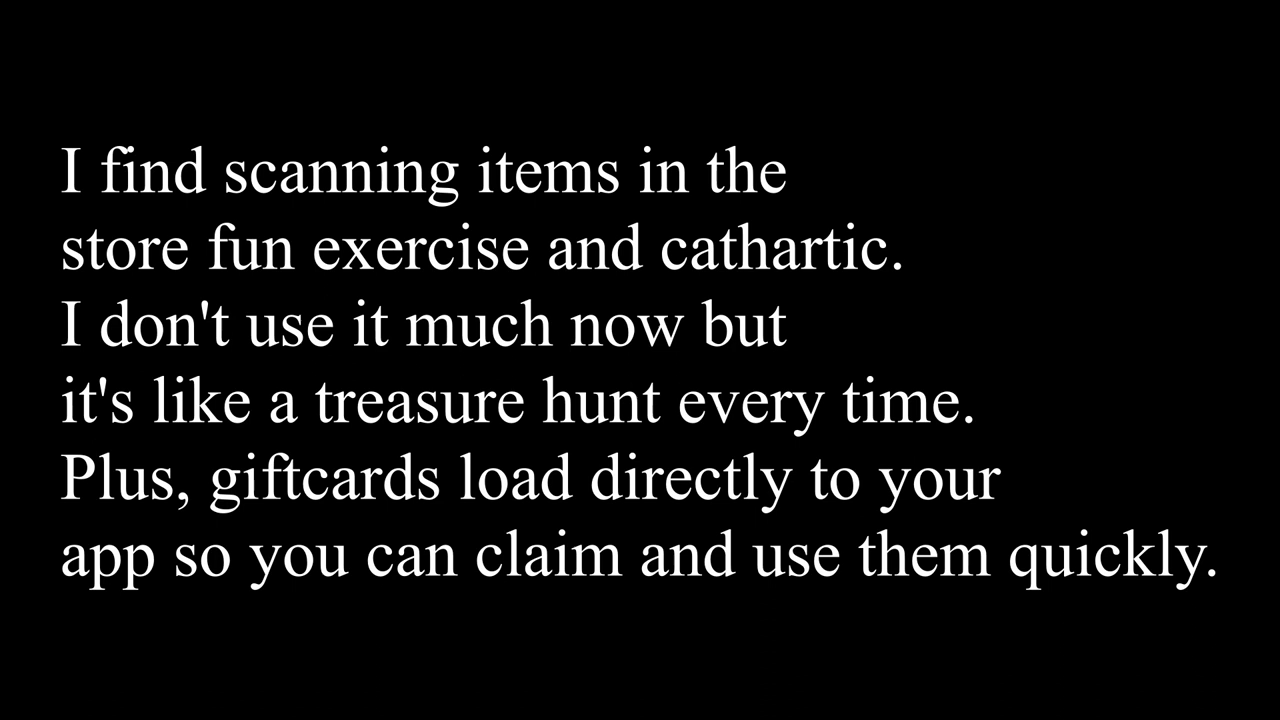 I find scanning items in the
store fun exercise and cathartic.
I don't use it much now but
it's like a treasure hunt every time.
Plus, giftcards load directly to your
app so you can claim and use them quickly.